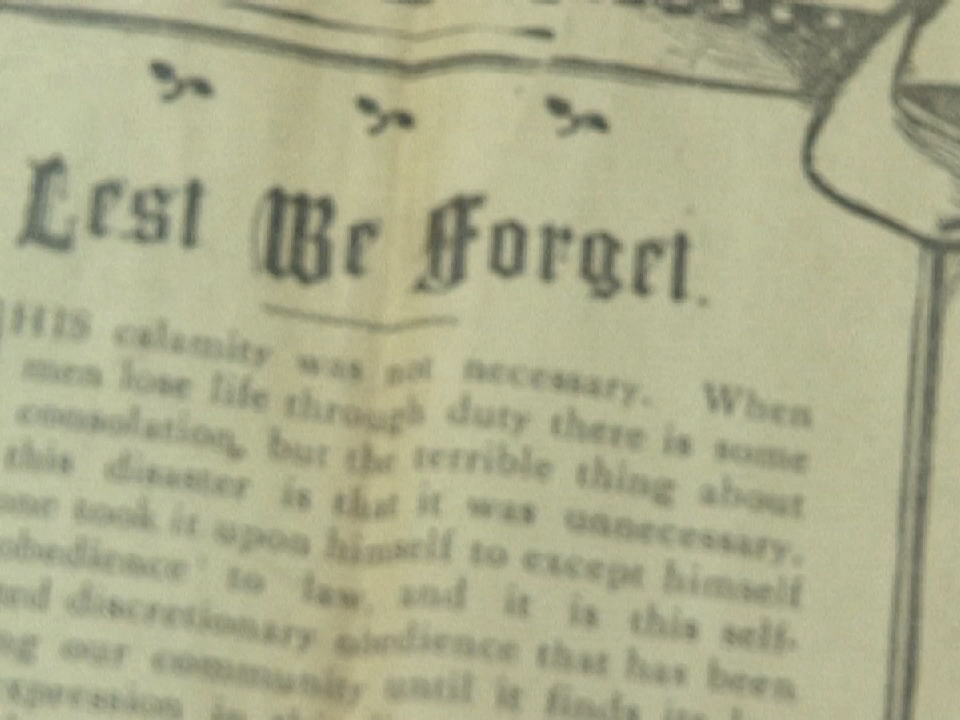 Lest We Forget.
HIS calamity was not necessary. When
men lose life through duty there is some
consolation, but the terrible thing about
this disaster is that it was unnecessary.
one took it upon himself to except himself
obedience to law, and it is this self-
discretionary obedience that has been
our community until it finds its
expression in